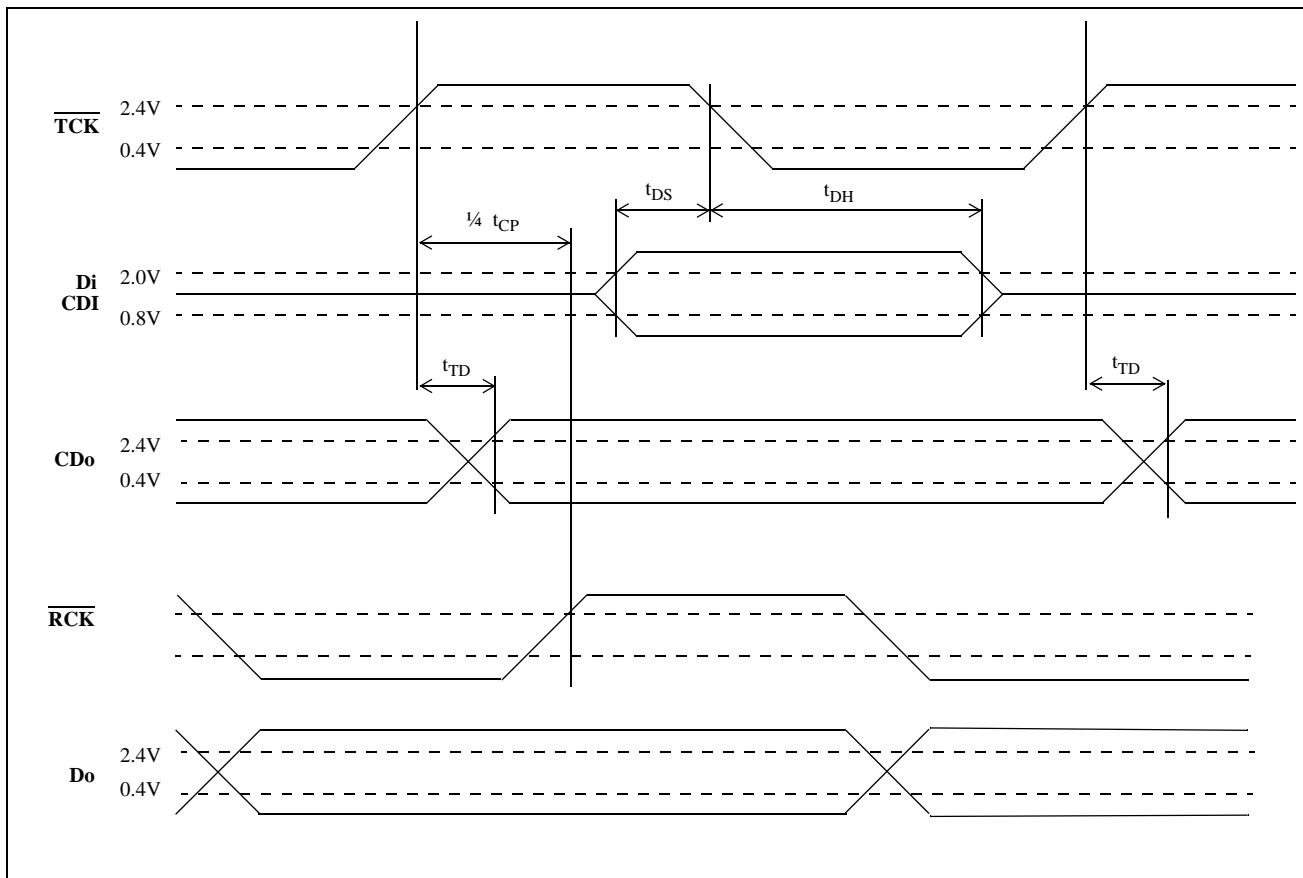 2.4V
TCK
0.4V
tDS
tDH
¼ tCP
2.0V
Di
CDI
0.8V
tTD
tTD
2.4V
CDo
0.4V
RCK
2.4V
Do
0.4V